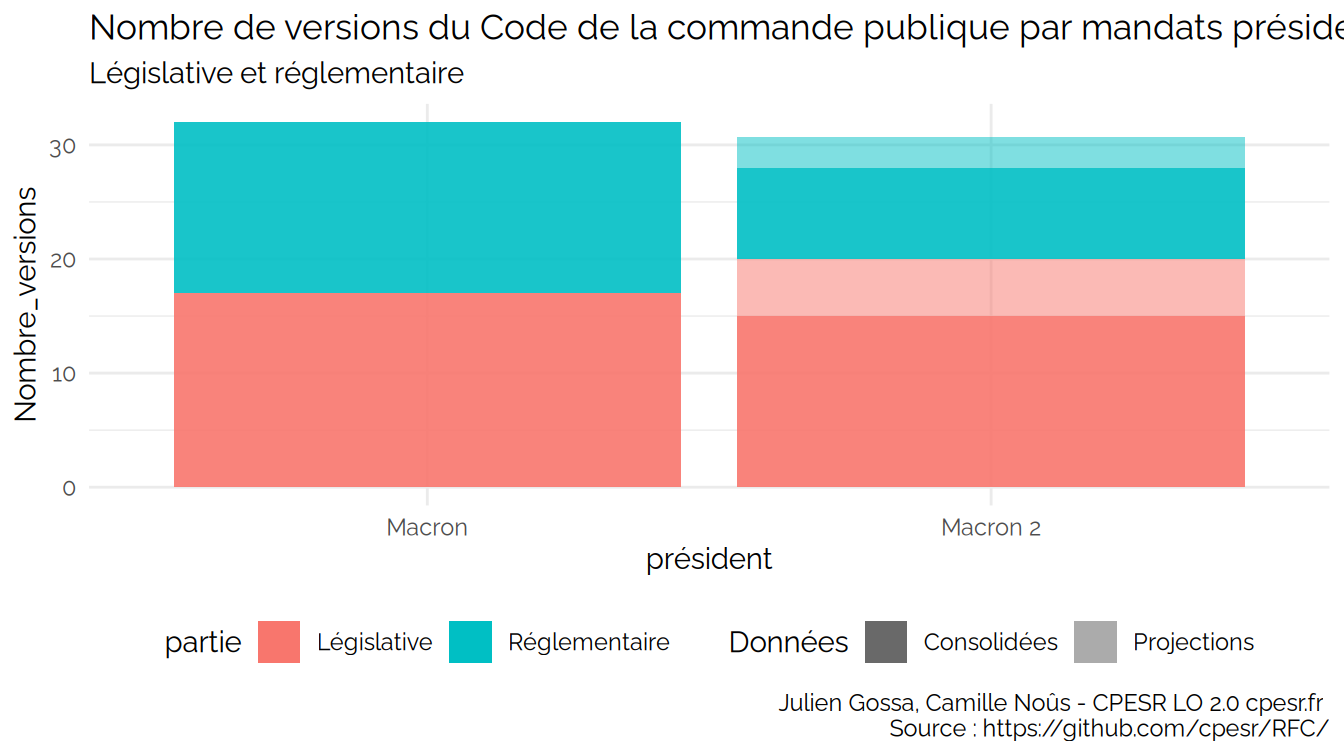 Nombre de versions du Code de la commande publique par mandats préside
Législative et réglementaire
Nombre_versions
30
20
10
0
Macron
Macron 2
président
partie
Législative
Réglementaire
Données
Consolidées
Projections
Julien Gossa, Camille Noûs - CPESR LO 2.0 cpesr.fr
Source : https://github.com/cpesr/RFC/